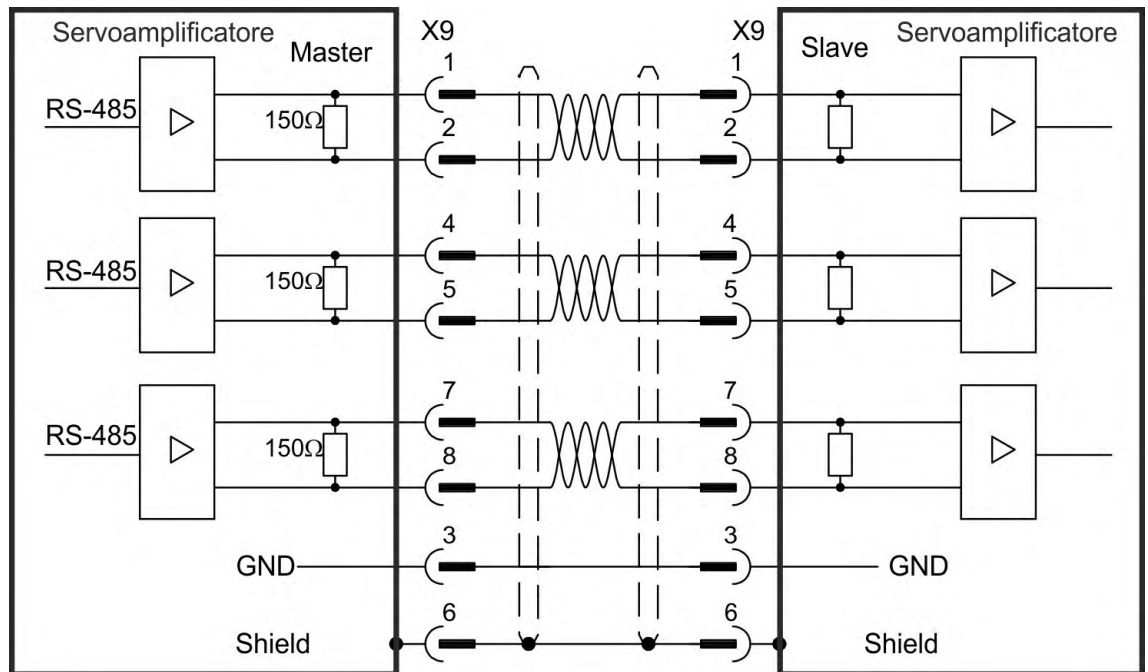 Servoamplificatore
Master
X9
X9
Slave
Servoamplificatore
1
1
RS-485
150Ω
2
2
4
4
RS-485
150Ω
5
5
7
7
RS-485
150Ω
8
8
3
3
GND
GND
6
6
Shield
Shield